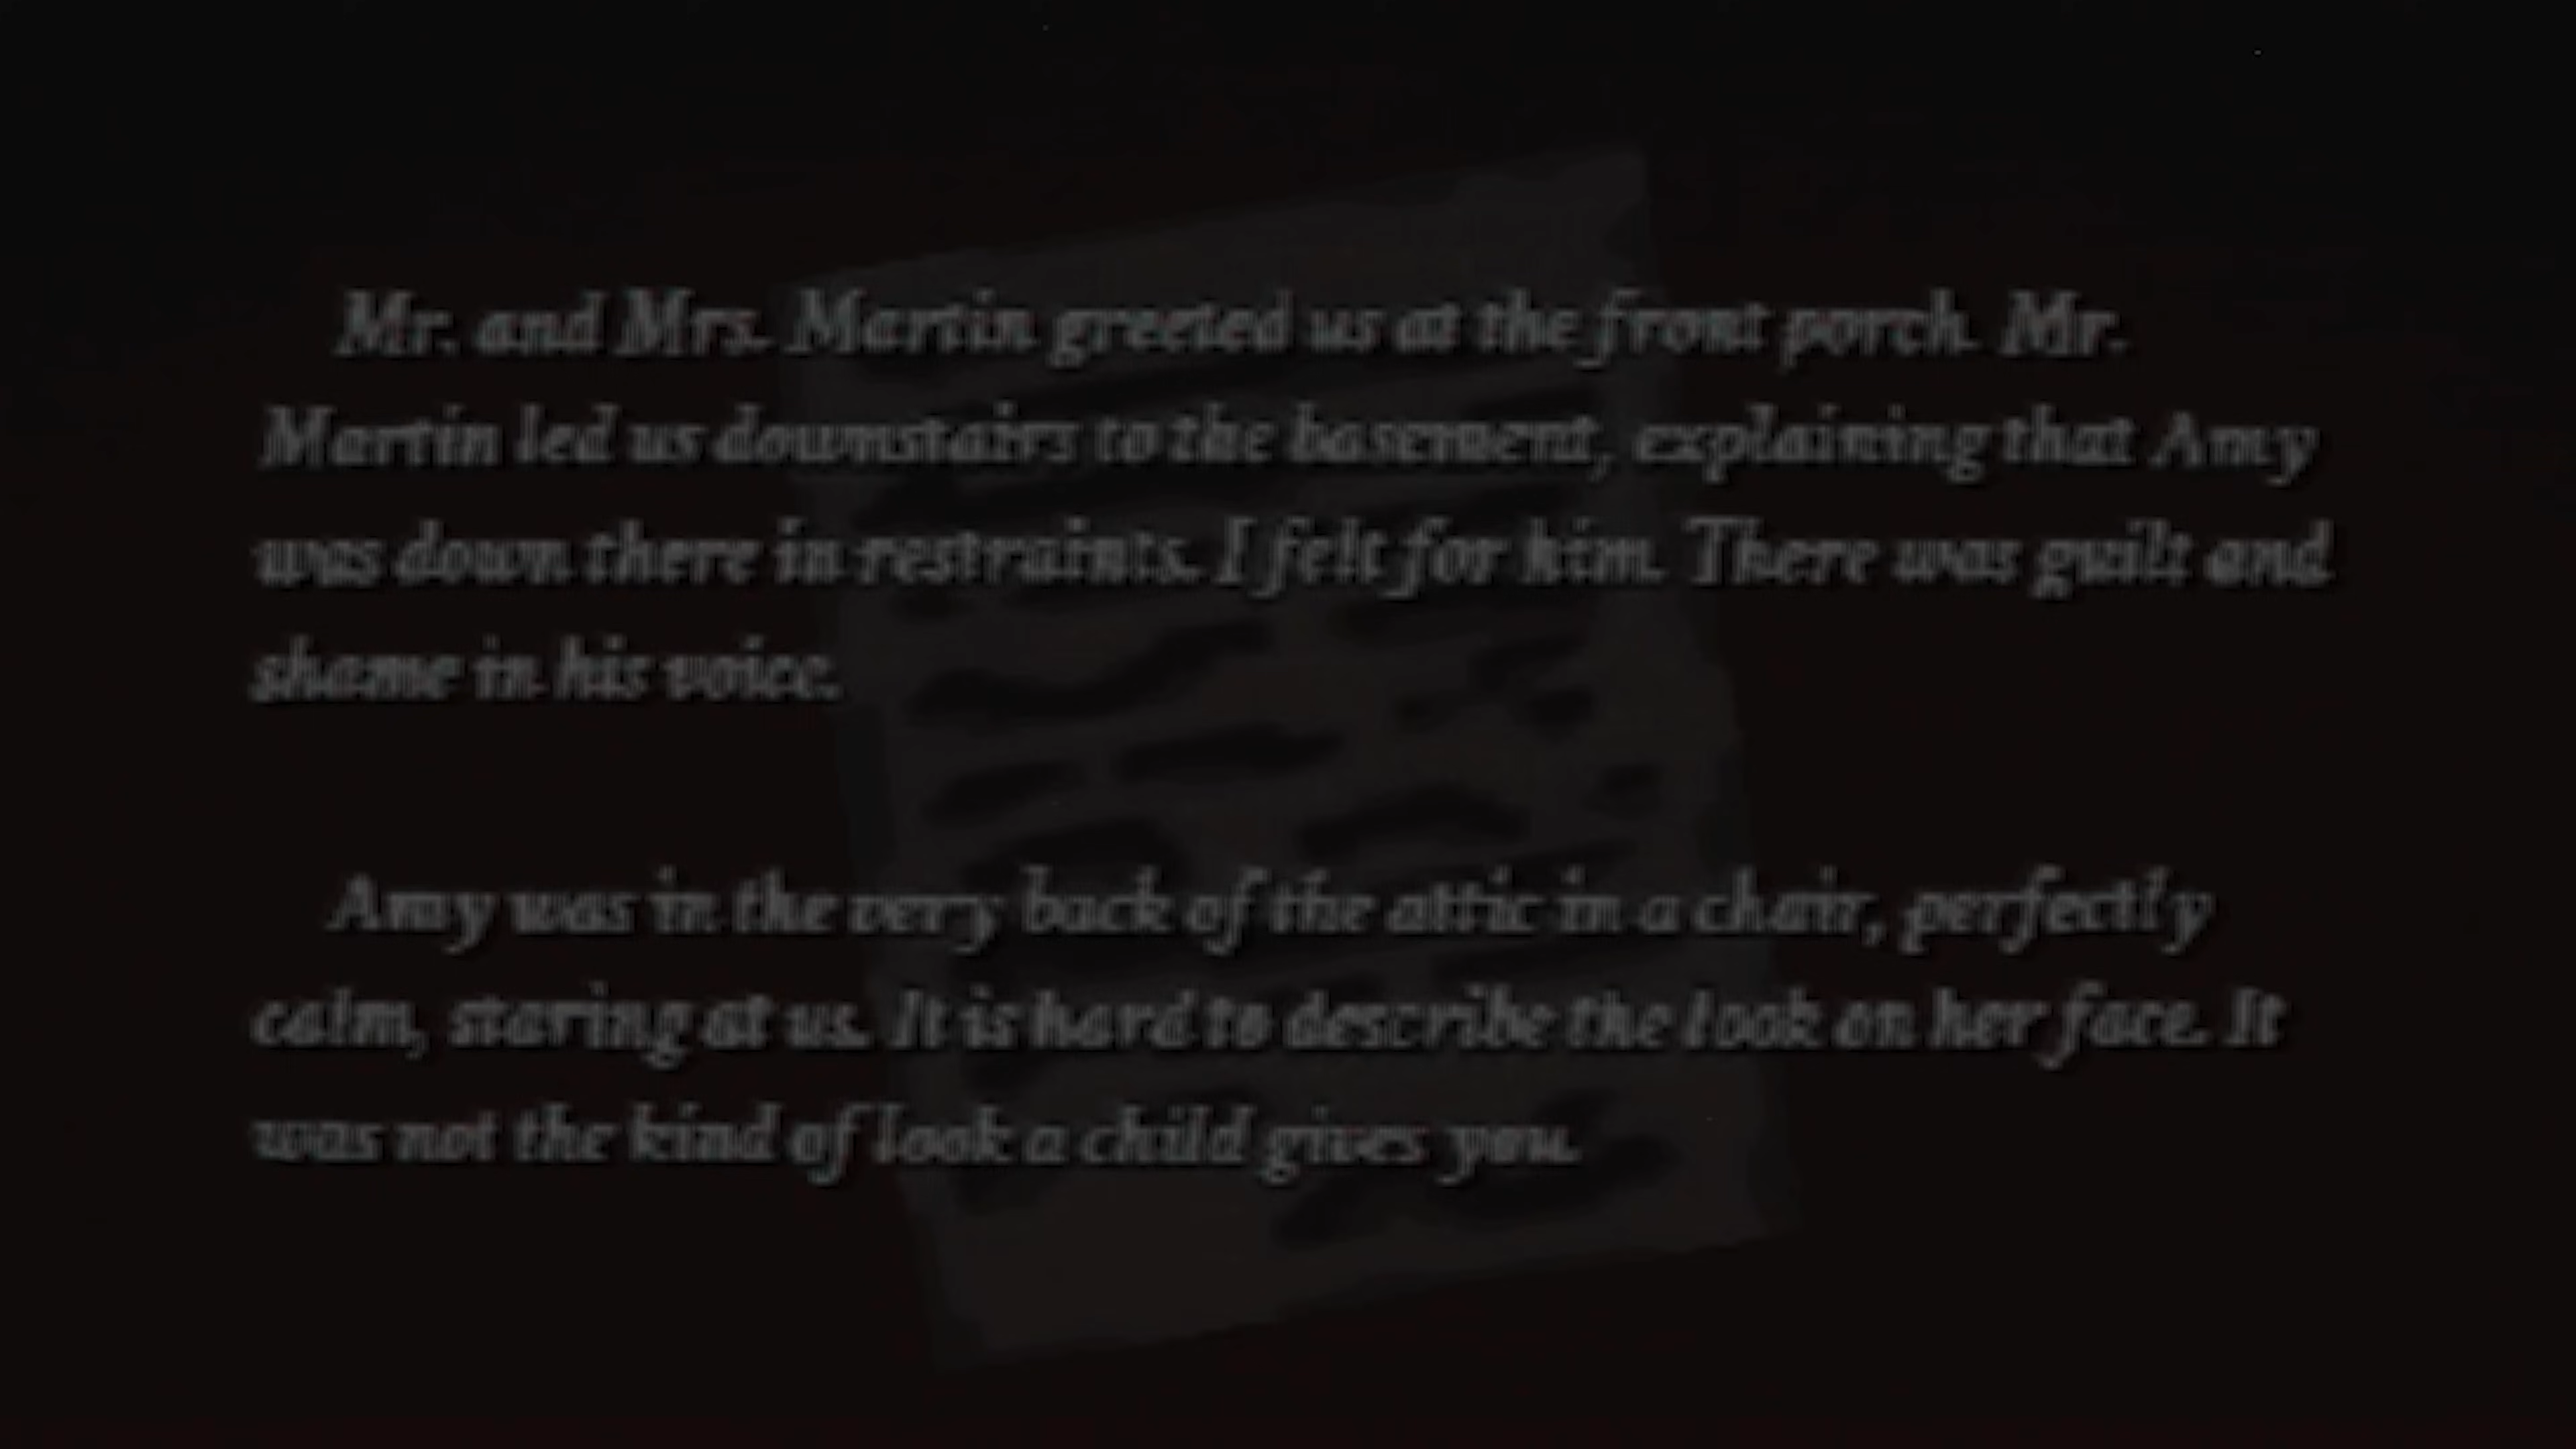 Mr. and Mrs. Martin greeted us at the front porch. Mr.
Martin led us downstairs to the basement, explaining that Amy
was down there in restraints. I felt for him. There was guilt and
shame in his voice.
Amy was in the very back of the attic in a chair, perfectly
calm, staring at us. It is hard to describe the look on her face. It
was not the kind of look a child gives you.